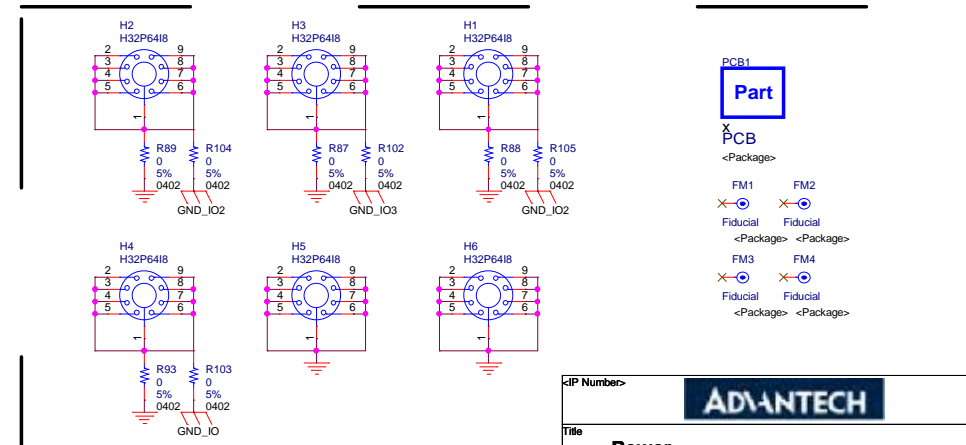 H2
H32P64I8
2 9
3 8
4 7
5 6
1
R89 R104
0 0
5% 5%
0402 0402
GND_IO2
H3
H32P64I8
2 9
3 8
4 7
5 6
1
R87 R102
0 0
5% 5%
0402 0402
GND_IO3
H1
H32P64I8
2 9
3 8
4 7
5 6
1
R88 R105
0 0
5% 5%
0402 0402
GND_IO2
H4
H32P64I8
2 9
3 8
4 7
5 6
1
R93 R103
0 0
5% 5%
0402 0402
GND_IO
H5
H32P64I8
2 9
3 8
4 7
5 6
1
H6
H32P64I8
2 9
3 8
4 7
5 6
1
PCB1
Part
X
PCB
<Package>
FM1 FM2
Fiducial Fiducial
<Package> <Package>
FM3 FM4
Fiducial Fiducial
<Package> <Package>
<IP Number>
ADVANTECH
Title